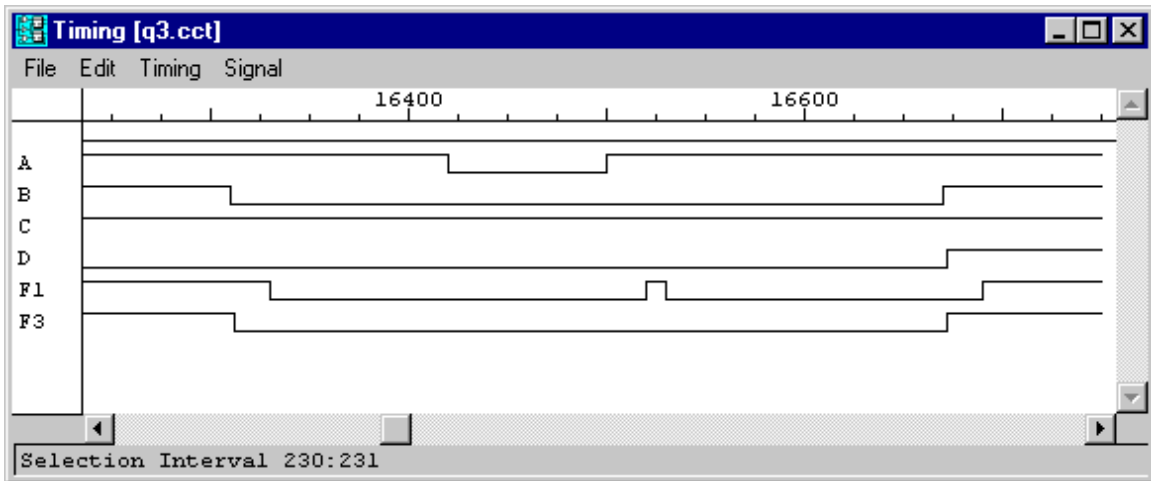 Timing [q3.cct]
File Edit Timing Signal
16400 16600
A
B
C
D
F1
F3
Selection Interval 230:231